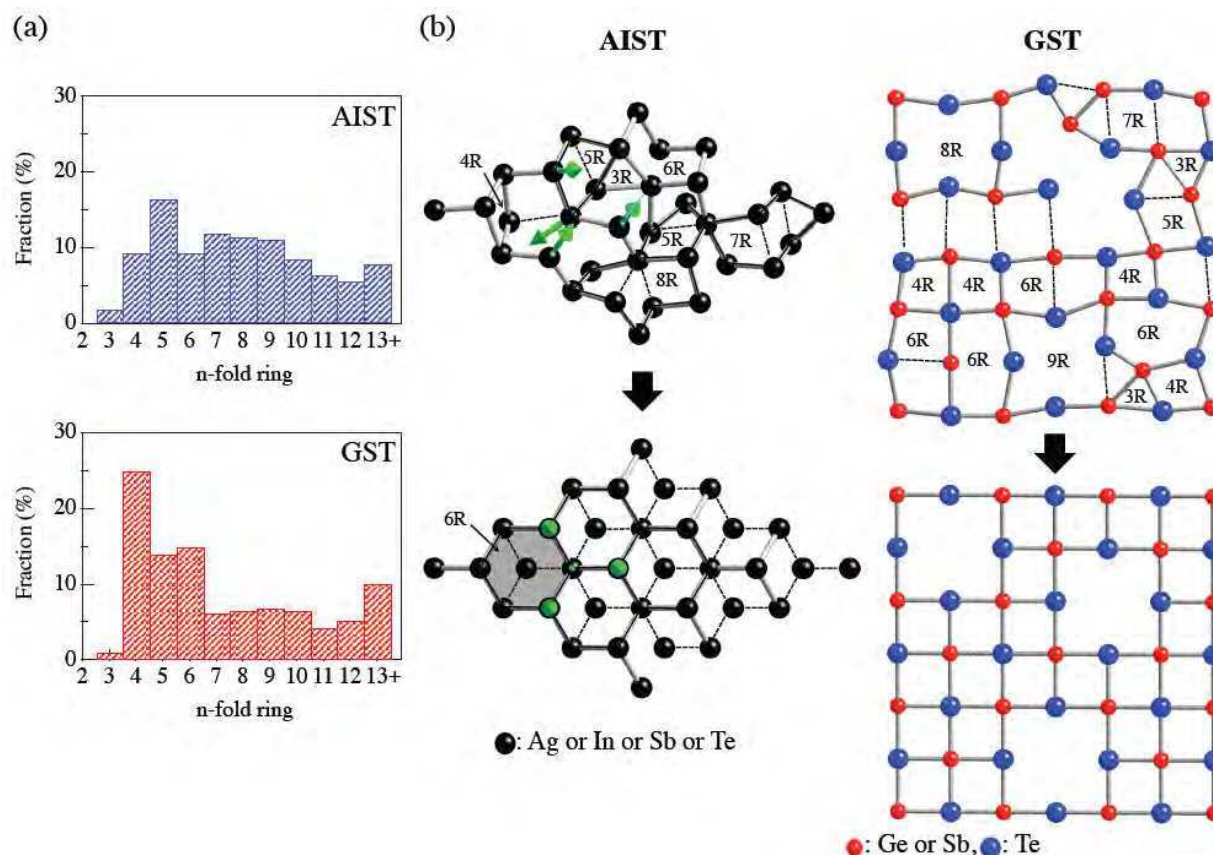 (a)
30
AIST
20
Fraction (%)
10
0
2 3 4 5 6 7 8 9 10 11 12 13+
n-fold ring
30
GST
20
Fraction (%)
10
0
2 3 4 5 6 7 8 9 10 11 12 13+
n-fold ring
(b)
AIST
4R
5R
3R
6R
5R
7R
8R
6R
: Ag or In or Sb or Te
GST
7R
8R
3R
5R
4R 4R 6R 4R
6R 6R 9R 6R
3R 4R
: Ge or Sb, : Te